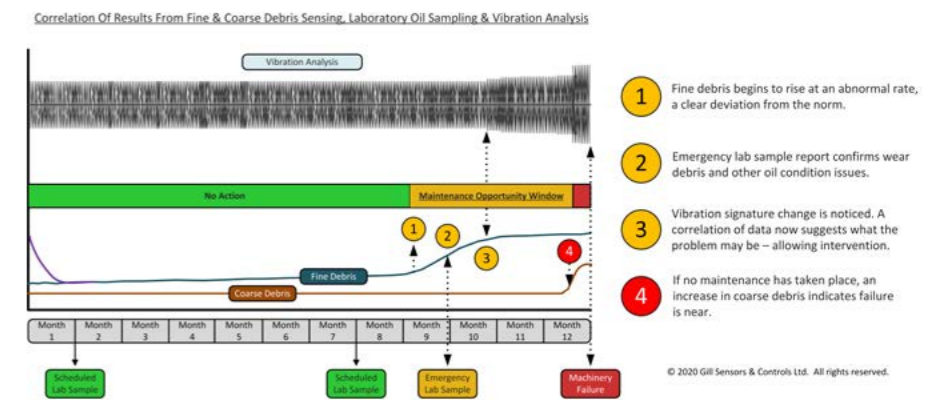 Correlation Of Results From Fine & Coarse Debris Sensing, Laboratory Oil Sampling & Vibration Analysis
Vibration Analysis
No Action
Maintenance Opportunity Window
1
2
3
4
Fine Debris
Coarse Debris
Month
1
Month
2
Month
3
Month
4
Month
5
Month
6
Month
7
Month
8
Month
9
Month
10
Month
11
Month
12
Scheduled
Lab Sample
Scheduled
Lab Sample
Emergency
Lab Sample
Machinery
Failure
1
Fine debris begins to rise at an abnormal rate,
a clear deviation from the norm.
2
Emergency lab sample report confirms wear
debris and other oil condition issues.
3
Vibration signature change is noticed. A
correlation of data now suggests what the
problem may be – allowing intervention.
4
If no maintenance has taken place, an
increase in coarse debris indicates failure
is near.
© 2020 Gill Sensors & Controls Ltd. All rights reserved.